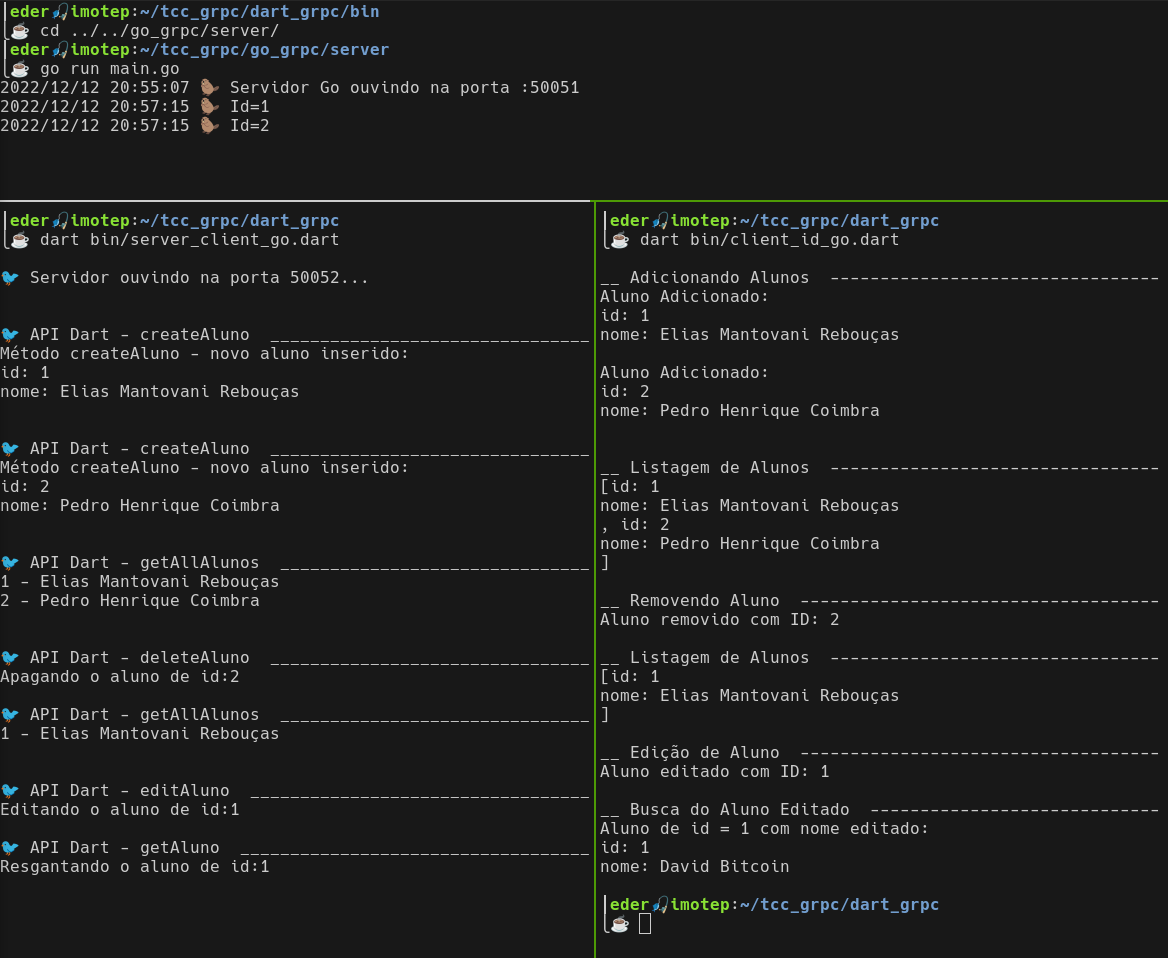 eder🎣imotep:~/tcc_grpc/dart_grpc/bin
☕ cd ../../go_grpc/server/
eder🎣imotep:~/tcc_grpc/go_grpc/server
☕ go run main.go
2022/12/12 20:55:07 🦫 Servidor Go ouvindo na porta :50051
2022/12/12 20:57:15 🦫 Id=1
2022/12/12 20:57:15 🦫 Id=2
eder🎣imotep:~/tcc_grpc/dart_grpc
☕ dart bin/server_client_go.dart
🐦 Servidor ouvindo na porta 50052...
🐦 API Dart - createAluno ________________________________
Método createAluno - novo aluno inserido:
id: 1
nome: Elias Mantovani Rebouças
🐦 API Dart - createAluno ________________________________
Método createAluno - novo aluno inserido:
id: 2
nome: Pedro Henrique Coimbra
🐦 API Dart - getAllAlunos _______________________________
1 - Elias Mantovani Rebouças
2 - Pedro Henrique Coimbra
🐦 API Dart - deleteAluno ________________________________
Apagando o aluno de id:2
🐦 API Dart - getAllAlunos _______________________________
1 - Elias Mantovani Rebouças
🐦 API Dart - editAluno __________________________________
Editando o aluno de id:1
🐦 API Dart - getAluno ___________________________________
Resgantando o aluno de id:1
eder🎣imotep:~/tcc_grpc/dart_grpc
☕ dart bin/client_id_go.dart
__ Adicionando Alunos ---------------------------------
Aluno Adicionado:
id: 1
nome: Elias Mantovani Rebouças
Aluno Adicionado:
id: 2
nome: Pedro Henrique Coimbra
__ Listagem de Alunos ---------------------------------
[id: 1
nome: Elias Mantovani Rebouças
, id: 2
nome: Pedro Henrique Coimbra
]
__ Removendo Aluno ------------------------------------
Aluno removido com ID: 2
__ Listagem de Alunos ---------------------------------
[id: 1
nome: Elias Mantovani Rebouças
]
__ Edição de Aluno ------------------------------------
Aluno editado com ID: 1
__ Busca do Aluno Editado -----------------------------
Aluno de id = 1 com nome editado:
id: 1
nome: David Bitcoin
eder🎣imotep:~/tcc_grpc/dart_grpc
☕